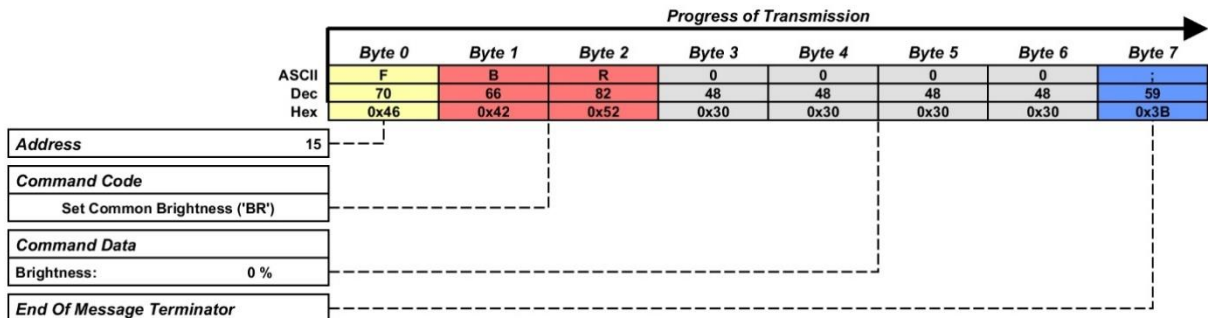 Progress of Transmission
Byte 0 Byte 1 Byte 2 Byte 3 Byte 4 Byte 5 Byte 6 Byte 7
ASCII F B R 0 0 0 0 ;
Dec 70 66 82 48 48 48 48 59
Hex 0x46 0x42 0x52 0x30 0x30 0x30 0x30 0x3B
Address 15
Command Code
Set Common Brightness ('BR')
Command Data
Brightness: 0 %
End Of Message Terminator